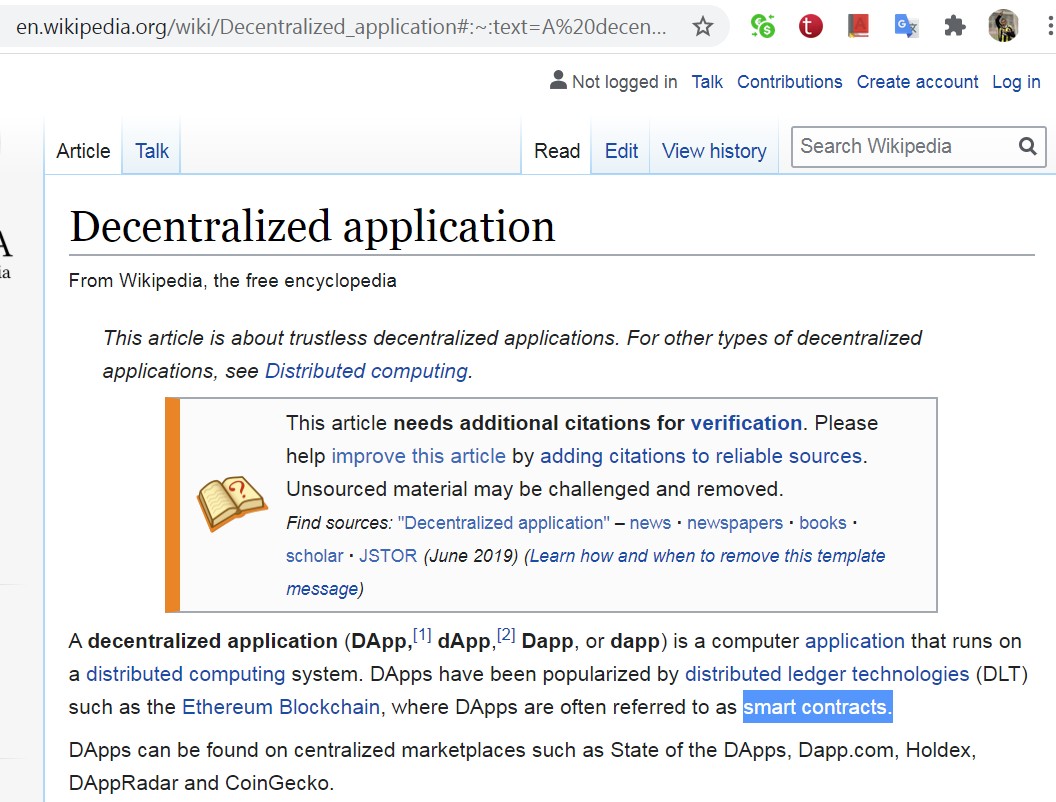 en.wikipedia.org/wiki/Decentralized_application#:~:text=A%20decen...
Not logged in Talk Contributions Create account Log in
Article Talk Read Edit View history Search Wikipedia
A
ia
Decentralized application
From Wikipedia, the free encyclopedia
This article is about trustless decentralized applications. For other types of decentralized
applications, see Distributed computing.
This article needs additional citations for verification. Please
help improve this article by adding citations to reliable sources.
Unsourced material may be challenged and removed.
Find sources: "Decentralized application" – news · newspapers · books ·
scholar · JSTOR (June 2019) (Learn how and when to remove this template
message)
A decentralized application (DApp,[1] dApp,[2] Dapp, or dapp) is a computer application that runs on
a distributed computing system. DApps have been popularized by distributed ledger technologies (DLT)
such as the Ethereum Blockchain, where DApps are often referred to as smart contracts.
DApps can be found on centralized marketplaces such as State of the DApps, Dapp.com, Holdex,
DAppRadar and CoinGecko.